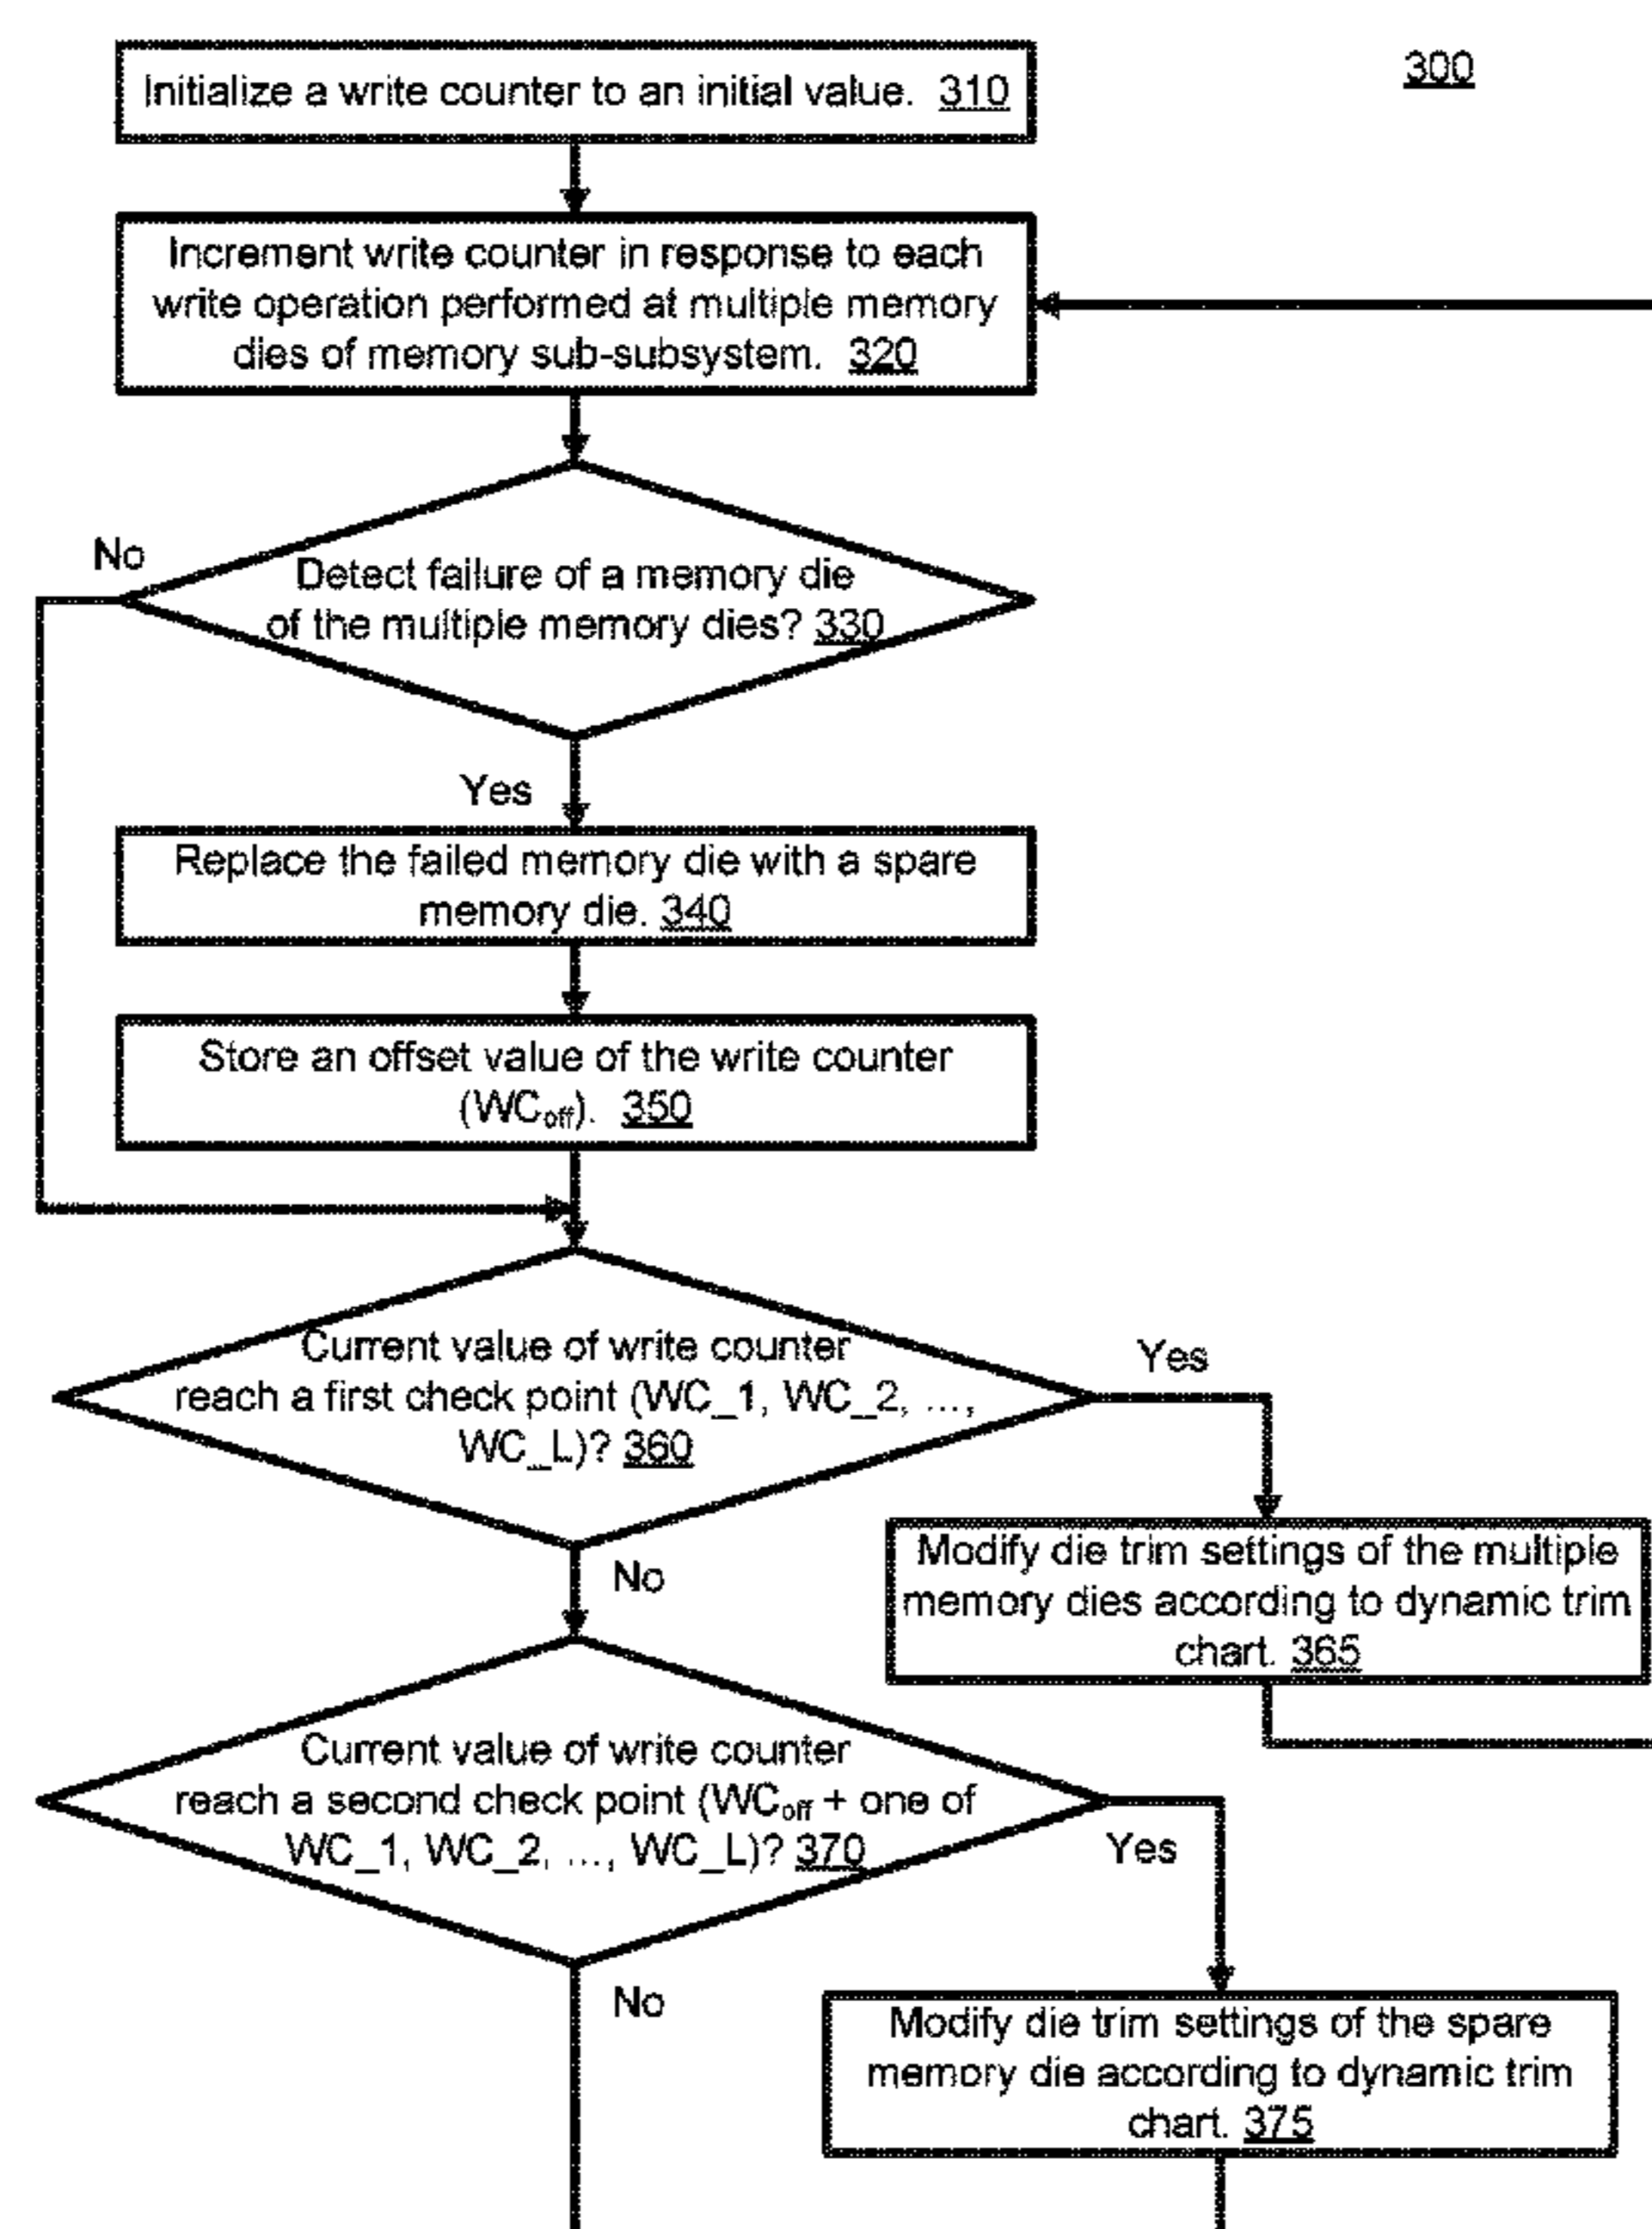 300
Initialize a write counter to an initial value. 310
Increment write counter in response to each
write operation performed at multiple memory
dies of memory sub-subsystem. 320
No
Detect failure of a memory die
of the multiple memory dies? 330
Yes
Replace the failed memory die with a spare
memory die. 340
Store an offset value of the write counter
(WCoff). 350
Current value of write counter
reach a first check point (WC_1, WC_2, ...,
WC_L)? 360
Yes
No
Modify die trim settings of the multiple
memory dies according to dynamic trim
chart. 365
Current value of write counter
reach a second check point (WCoff + one of
WC_1, WC_2, ..., WC_L)? 370
Yes
No
Modify die trim settings of the spare
memory die according to dynamic trim
chart. 375